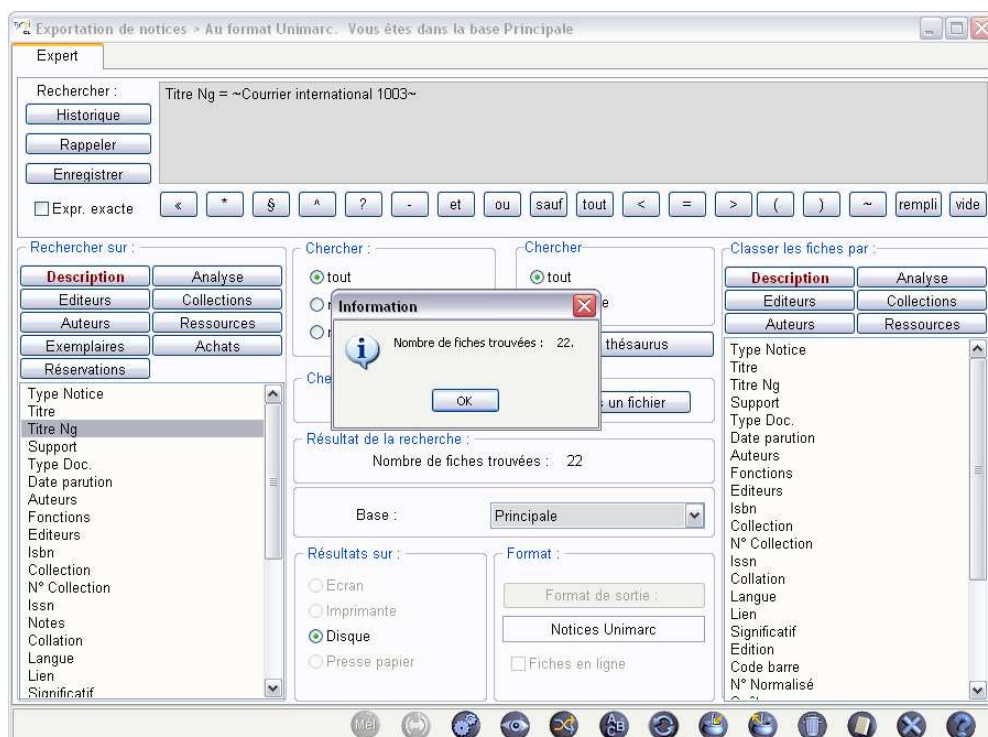 Exportation de notices > Au format Unimarc. Vous êtes dans la base Principale
Expert
Rechercher :
Historique
Rappeler
Enregistrer
Expr. exacte
Titre Ng = ~Courrier international 1003~
« * § ^ ? - et ou sauf tout < = > ( ) ~ rempli vide
Rechercher sur :
Description Analyse
Editeurs Collections
Auteurs Ressources
Exemplaires Achats
Réservations
Type Notice
Titre
Titre Ng
Support
Type Doc.
Date parution
Auteurs
Fonctions
Editeurs
Isbn
Collection
N° Collection
Issn
Notes
Collation
Langue
Lien
Significatif
Chercher :
tout
Chercher
tout
thésaurus
un fichier
Information
Nombre de fiches trouvées : 22.
OK
Résultat de la recherche :
Nombre de fiches trouvées : 22
Base : Principale
Résultats sur :
Ecran
Imprimante
Disque
Presse papier
Format :
Format de sortie :
Notices Unimarc
Fiches en ligne
Classer les fiches par :
Description Analyse
Editeurs Collections
Auteurs Ressources
Type Notice
Titre
Titre Ng
Support
Type Doc.
Date parution
Auteurs
Fonctions
Editeurs
Isbn
Collection
N° Collection
Issn
Collation
Langue
Lien
Significatif
Edition
Code barre
N° Normalisé
Mél